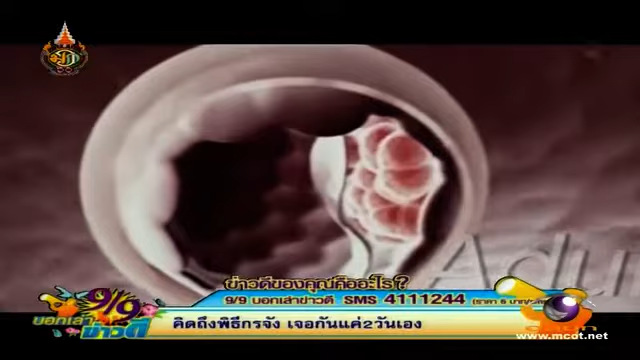 Adu
ข่าวดีของคุณคืออะไร?
9/9 บอกเล่าข่าวดี SMS 4111244
9/9
บอกเล่า
ข่าวดี
คิดถึงพิธีกรจัง เจอกันแค่2วันเอง
www.mcot.net